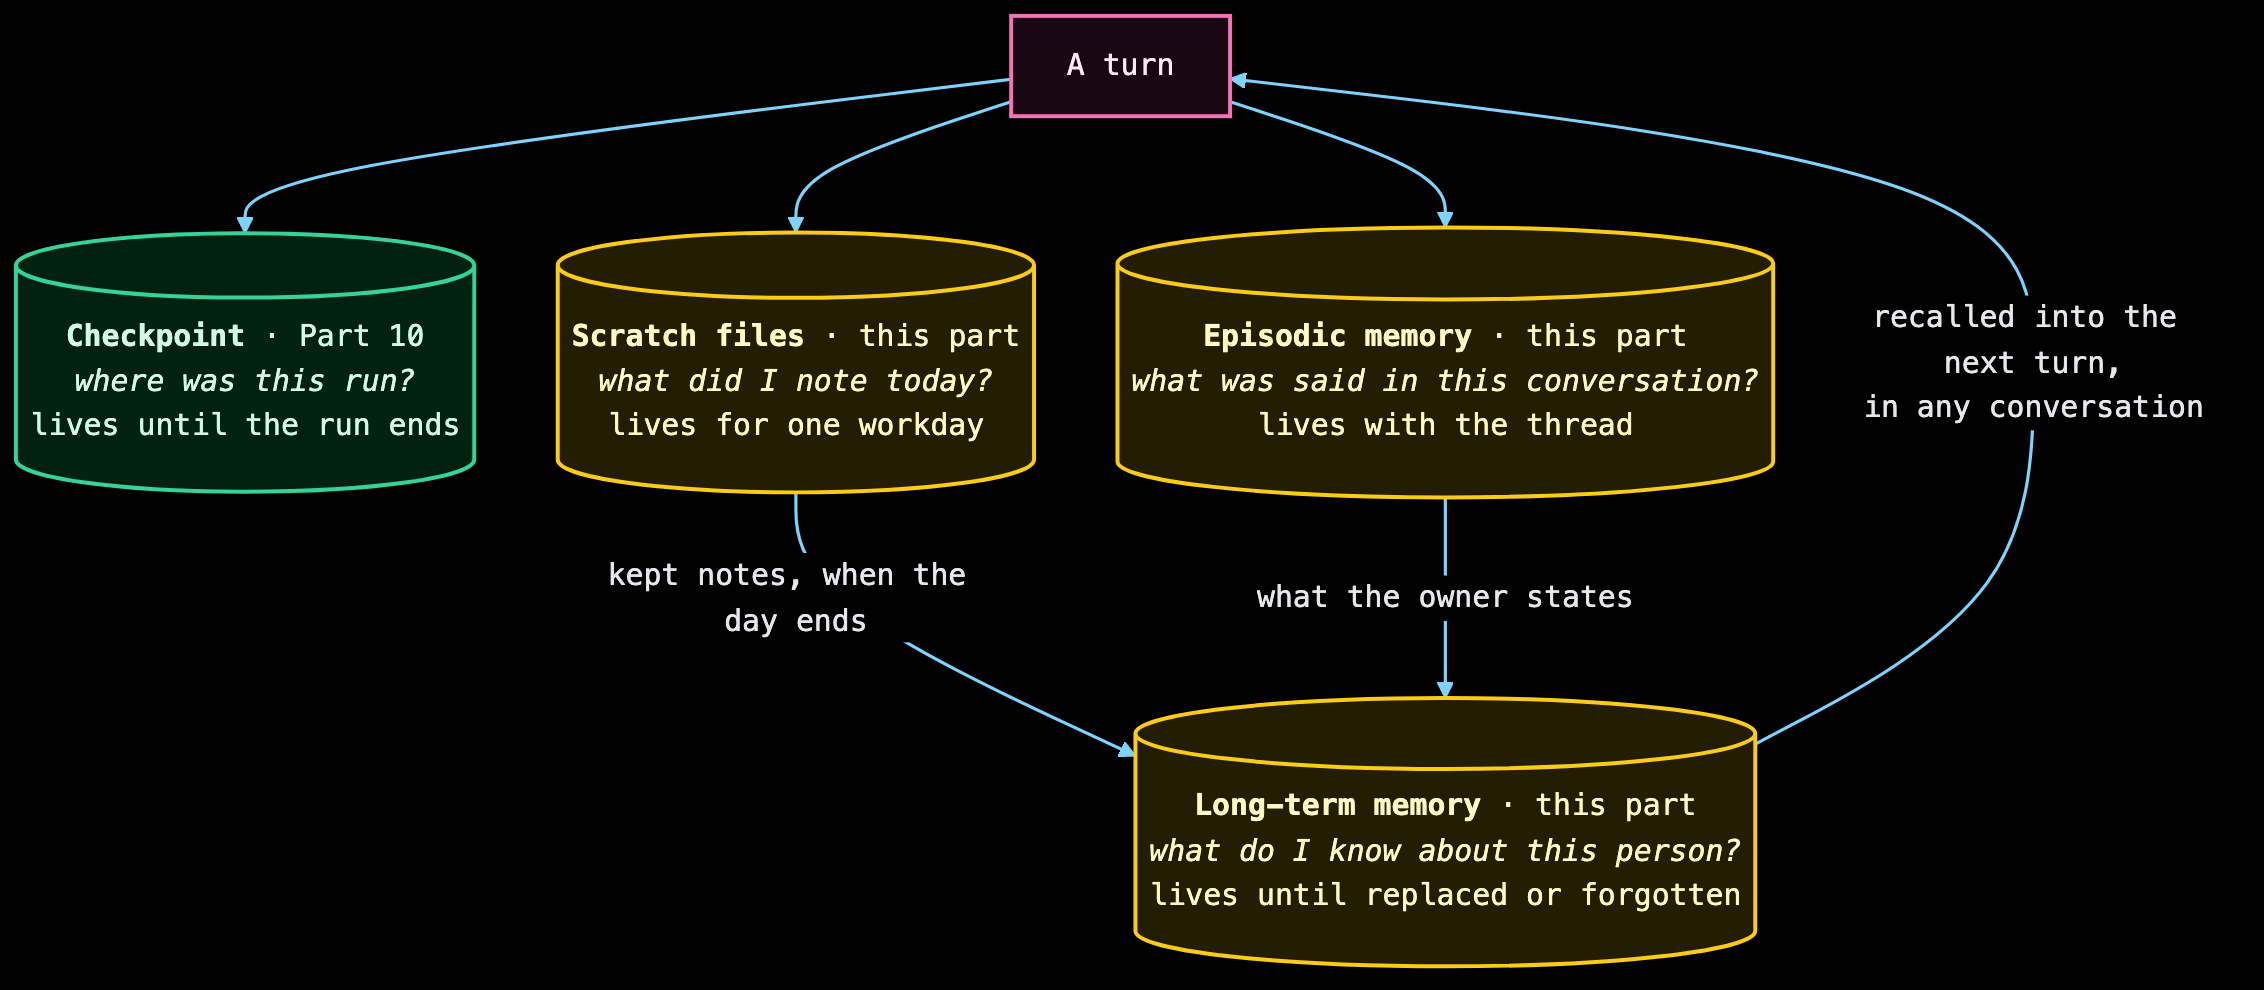 A turn
Checkpoint · Part 10
where was this run?
lives until the run ends
Scratch files · this part
what did I note today?
lives for one workday
Episodic memory · this part
what was said in this conversation?
lives with the thread
recalled into the
next turn,
in any conversation
kept notes, when the
day ends
what the owner states
Long-term memory · this part
what do I know about this person?
lives until replaced or forgotten